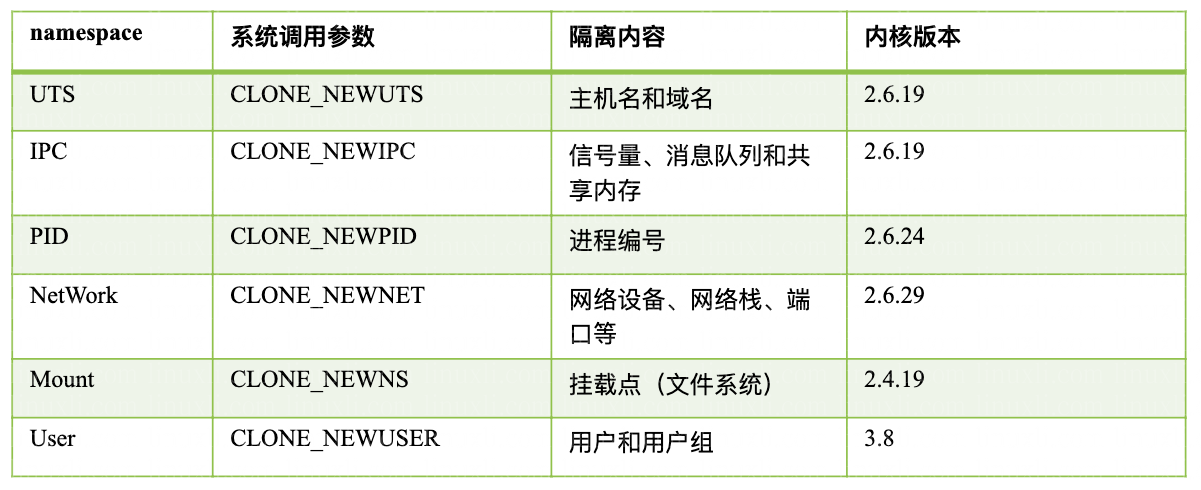 namespace 系统调用参数 隔离内容 内核版本
UTS CLONE_NEWUTS 主机名和域名 2.6.19
IPC CLONE_NEWIPC 信号量、消息队列和共 2.6.19
享内存
PID CLONE_NEWPID 进程编号 2.6.24
NetWork CLONE_NEWNET 网络设备、网络栈、端 2.6.29
口等
Mount CLONE_NEWNS 挂载点（文件系统） 2.4.19
User CLONE_NEWUSER 用户和用户组 3.8